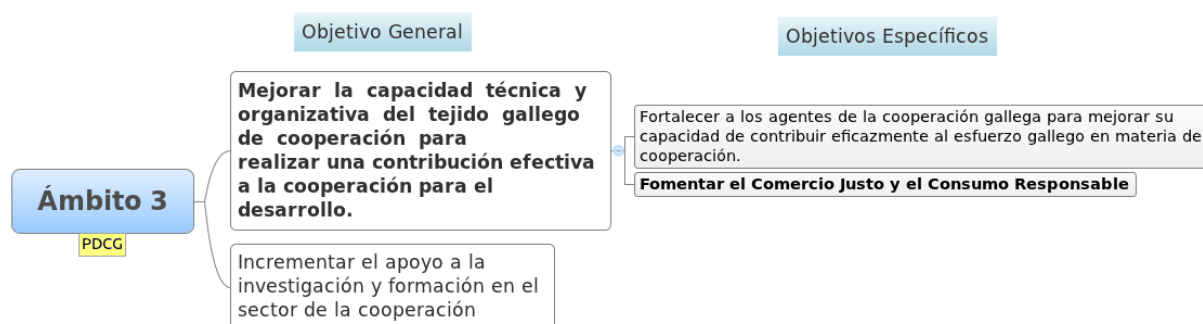 Objetivo General
Objetivos Específicos
Mejorar la capacidad técnica y
organizativa del tejido gallego
de cooperación para
realizar una contribución efectiva
a la cooperación para el
desarrollo.
Fortalecer a los agentes de la cooperación gallega para mejorar su
capacidad de contribuir eficazmente al esfuerzo gallego en materia de
cooperación.
Fomentar el Comercio Justo y el Consumo Responsable
Ámbito 3
PDCG
Incrementar el apoyo a la
investigación y formación en el
sector de la cooperación